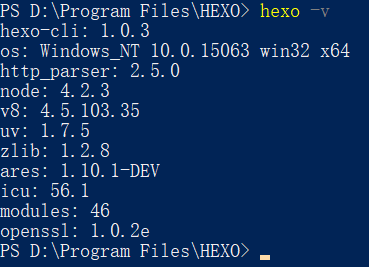 PS D:\Program Files\HEXO> hexo -v
hexo-cli: 1.0.3
os: Windows_NT 10.0.15063 win32 x64
http_parser: 2.5.0
node: 4.2.3
v8: 4.5.103.35
uv: 1.7.5
zlib: 1.2.8
ares: 1.10.1-DEV
icu: 56.1
modules: 46
openssl: 1.0.2e
PS D:\Program Files\HEXO>